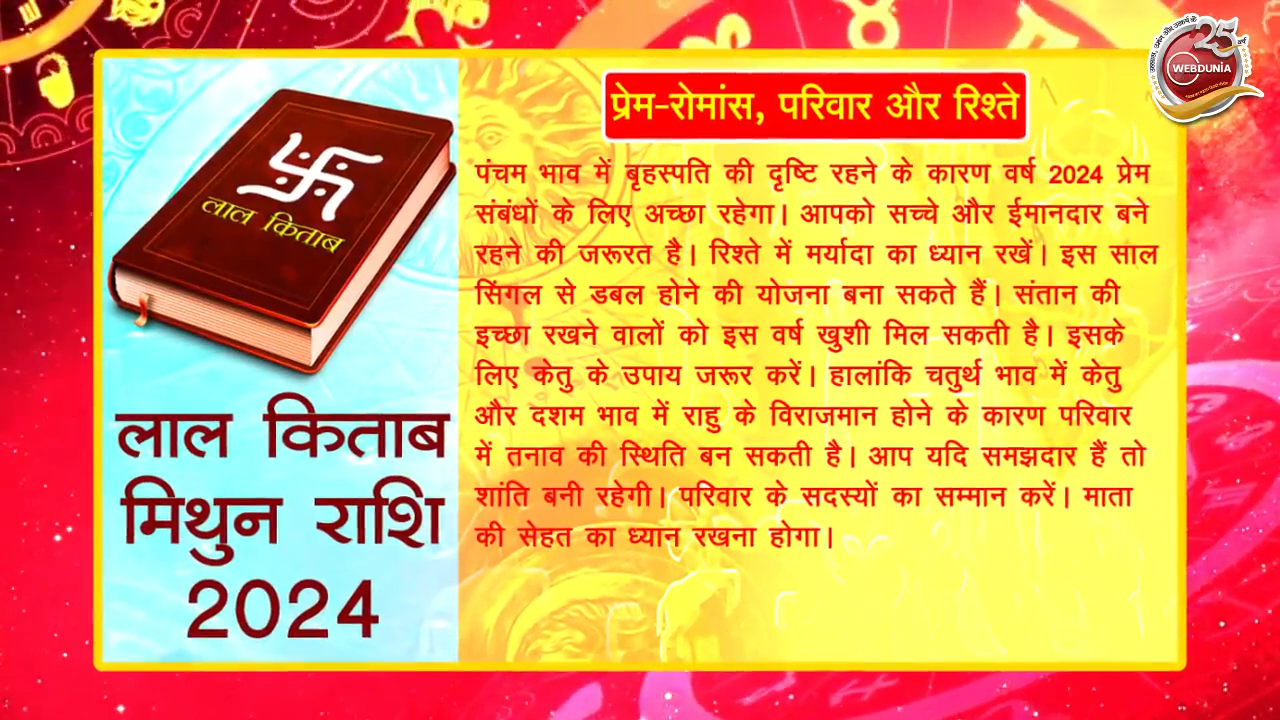 25
वर्ष
WEBDUNIA
प्रेम-रोमांस, परिवार और रिश्ते
लाल किताब
पंचम भाव में बृहस्पति की दृष्टि रहने के कारण वर्ष 2024 प्रेम
संबंधों के लिए अच्छा रहेगा। आपको सच्चे और ईमानदार बने
रहने की जरूरत है। रिश्ते में मर्यादा का ध्यान रखें। इस साल
सिंगल से डबल होने की योजना बना सकते हैं। संतान की
इच्छा रखने वालों को इस वर्ष खुशी मिल सकती है। इसके
लिए केतु के उपाय जरूर करें। हालांकि चतुर्थ भाव में केतु
और दशम भाव में राहु के विराजमान होने के कारण परिवार
में तनाव की स्थिति बन सकती है। आप यदि समझदार हैं तो
शांति बनी रहेगी। परिवार के सदस्यों का सम्मान करें। माता
की सेहत का ध्यान रखना होगा।
लाल किताब
मिथुन राशि
2024